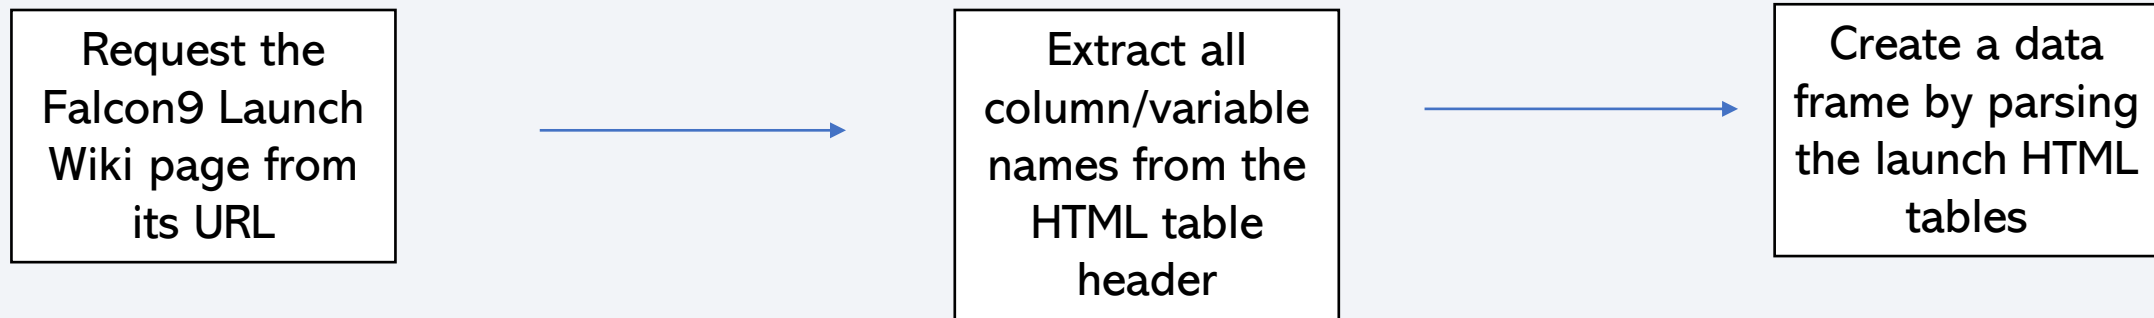 Request the
Falcon9 Launch
Wiki page from
its URL
Extract all
column/variable
names from the
HTML table
header
Create a data
frame by parsing
the launch HTML
tables